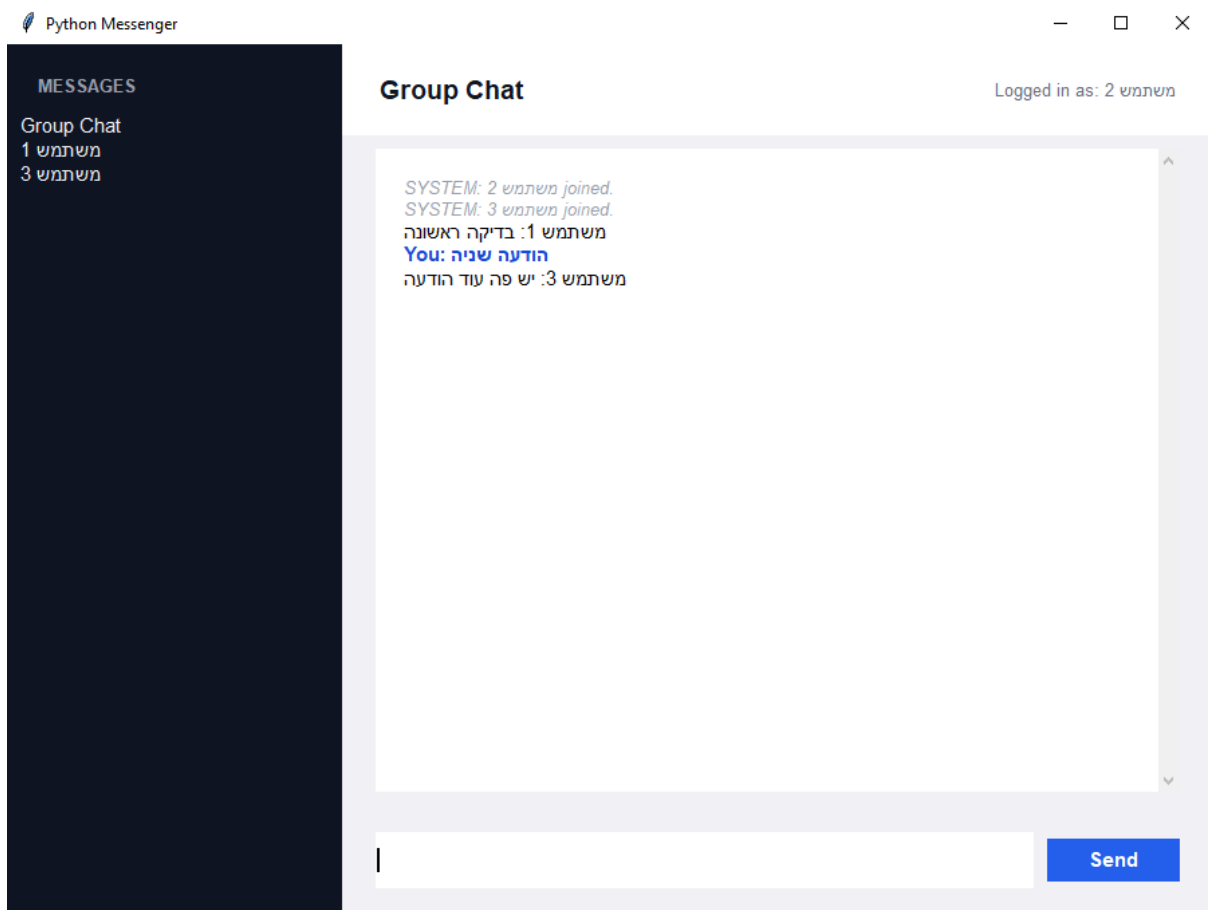 Python Messenger
MESSAGES
Group Chat
משתמש 1
משתמש 3
Group Chat
Logged in as: משתמש 2
SYSTEM: משתמש 2 joined.
SYSTEM: משתמש 3 joined.
משתמש 1: בדיקה ראשונה
You: הודעה שניה
משתמש 3: יש פה עוד הודעה
Send